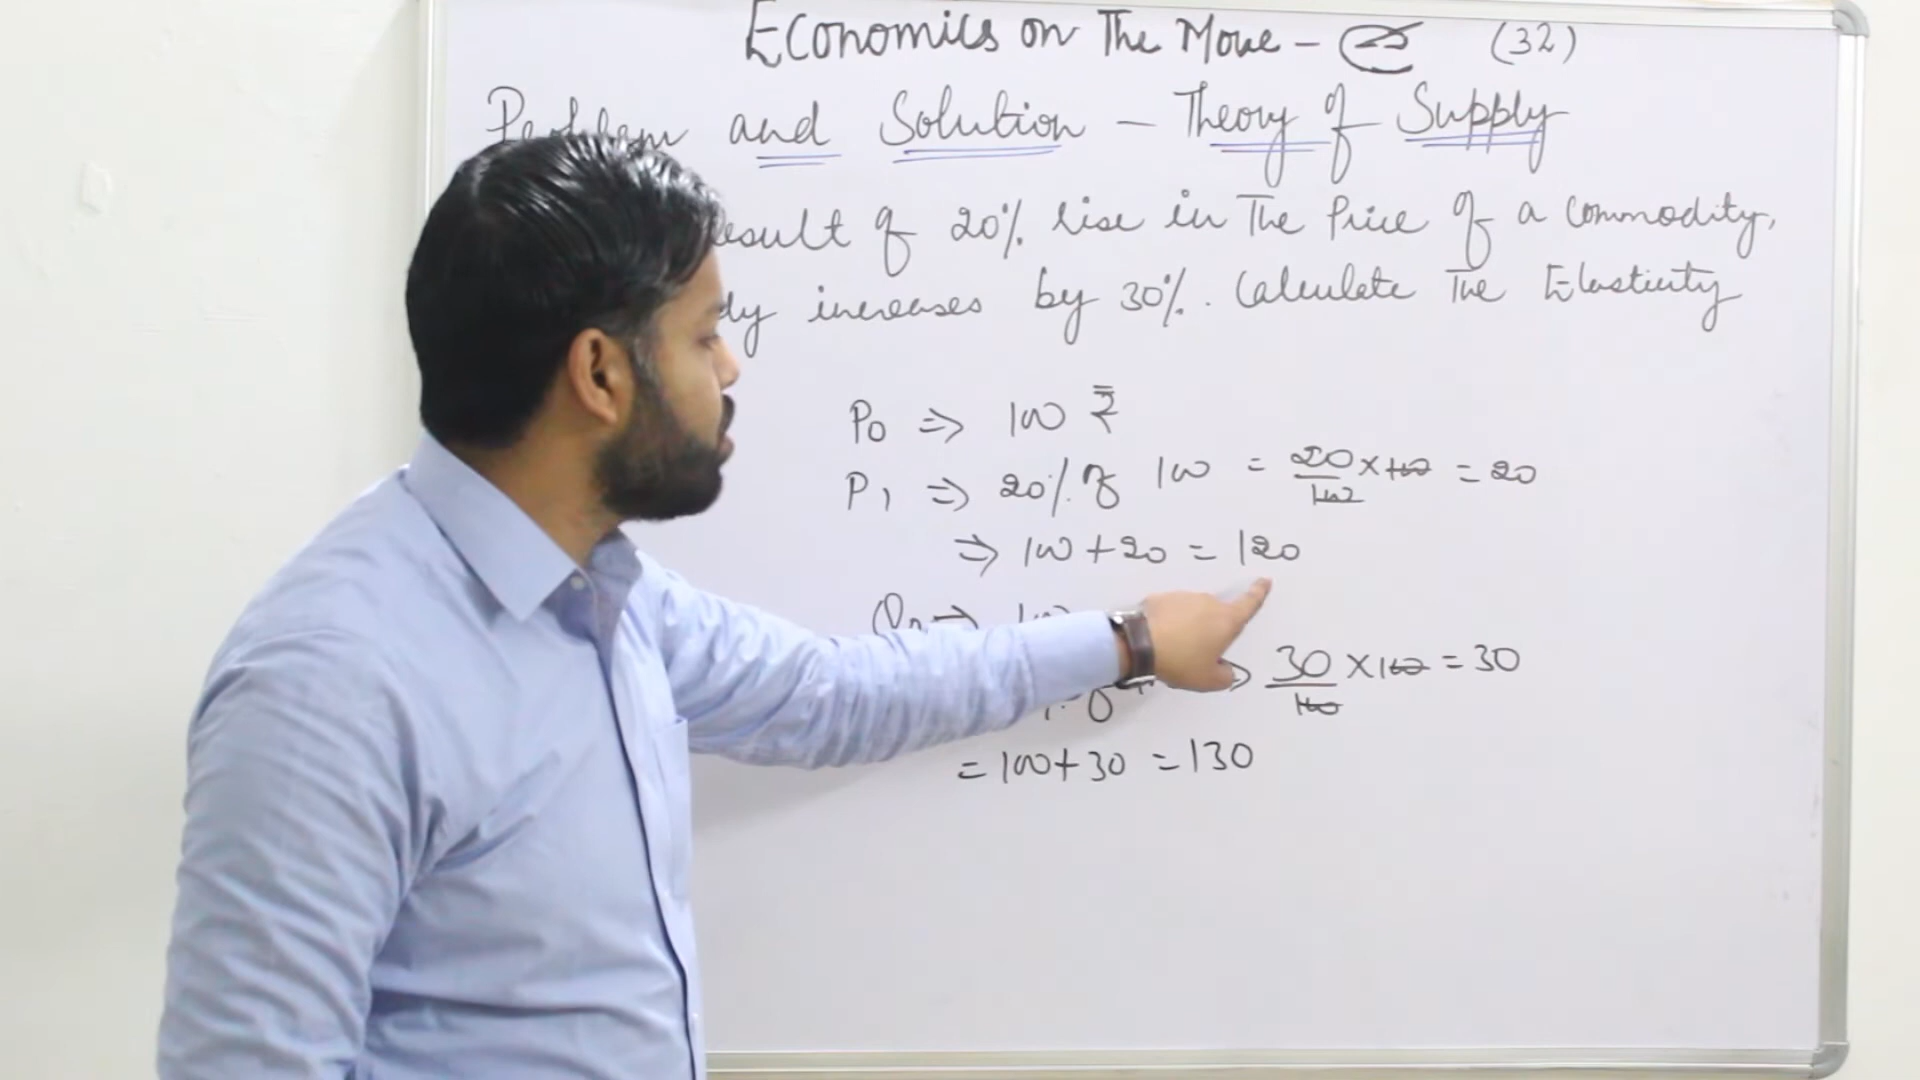 Economics on The Move - (32)
Problem and Solution - Theory of Supply
result of 20% rise in The Price of a Commodity,
increases by 30%. Calculate The Elasticity
P0 ⇒ 100 ₹
P1 ⇒ 20% of 100 = 20/100 × 100 = 20
⇒ 100 + 20 = 120
30/100 × 100 = 30
= 100 + 30 = 130